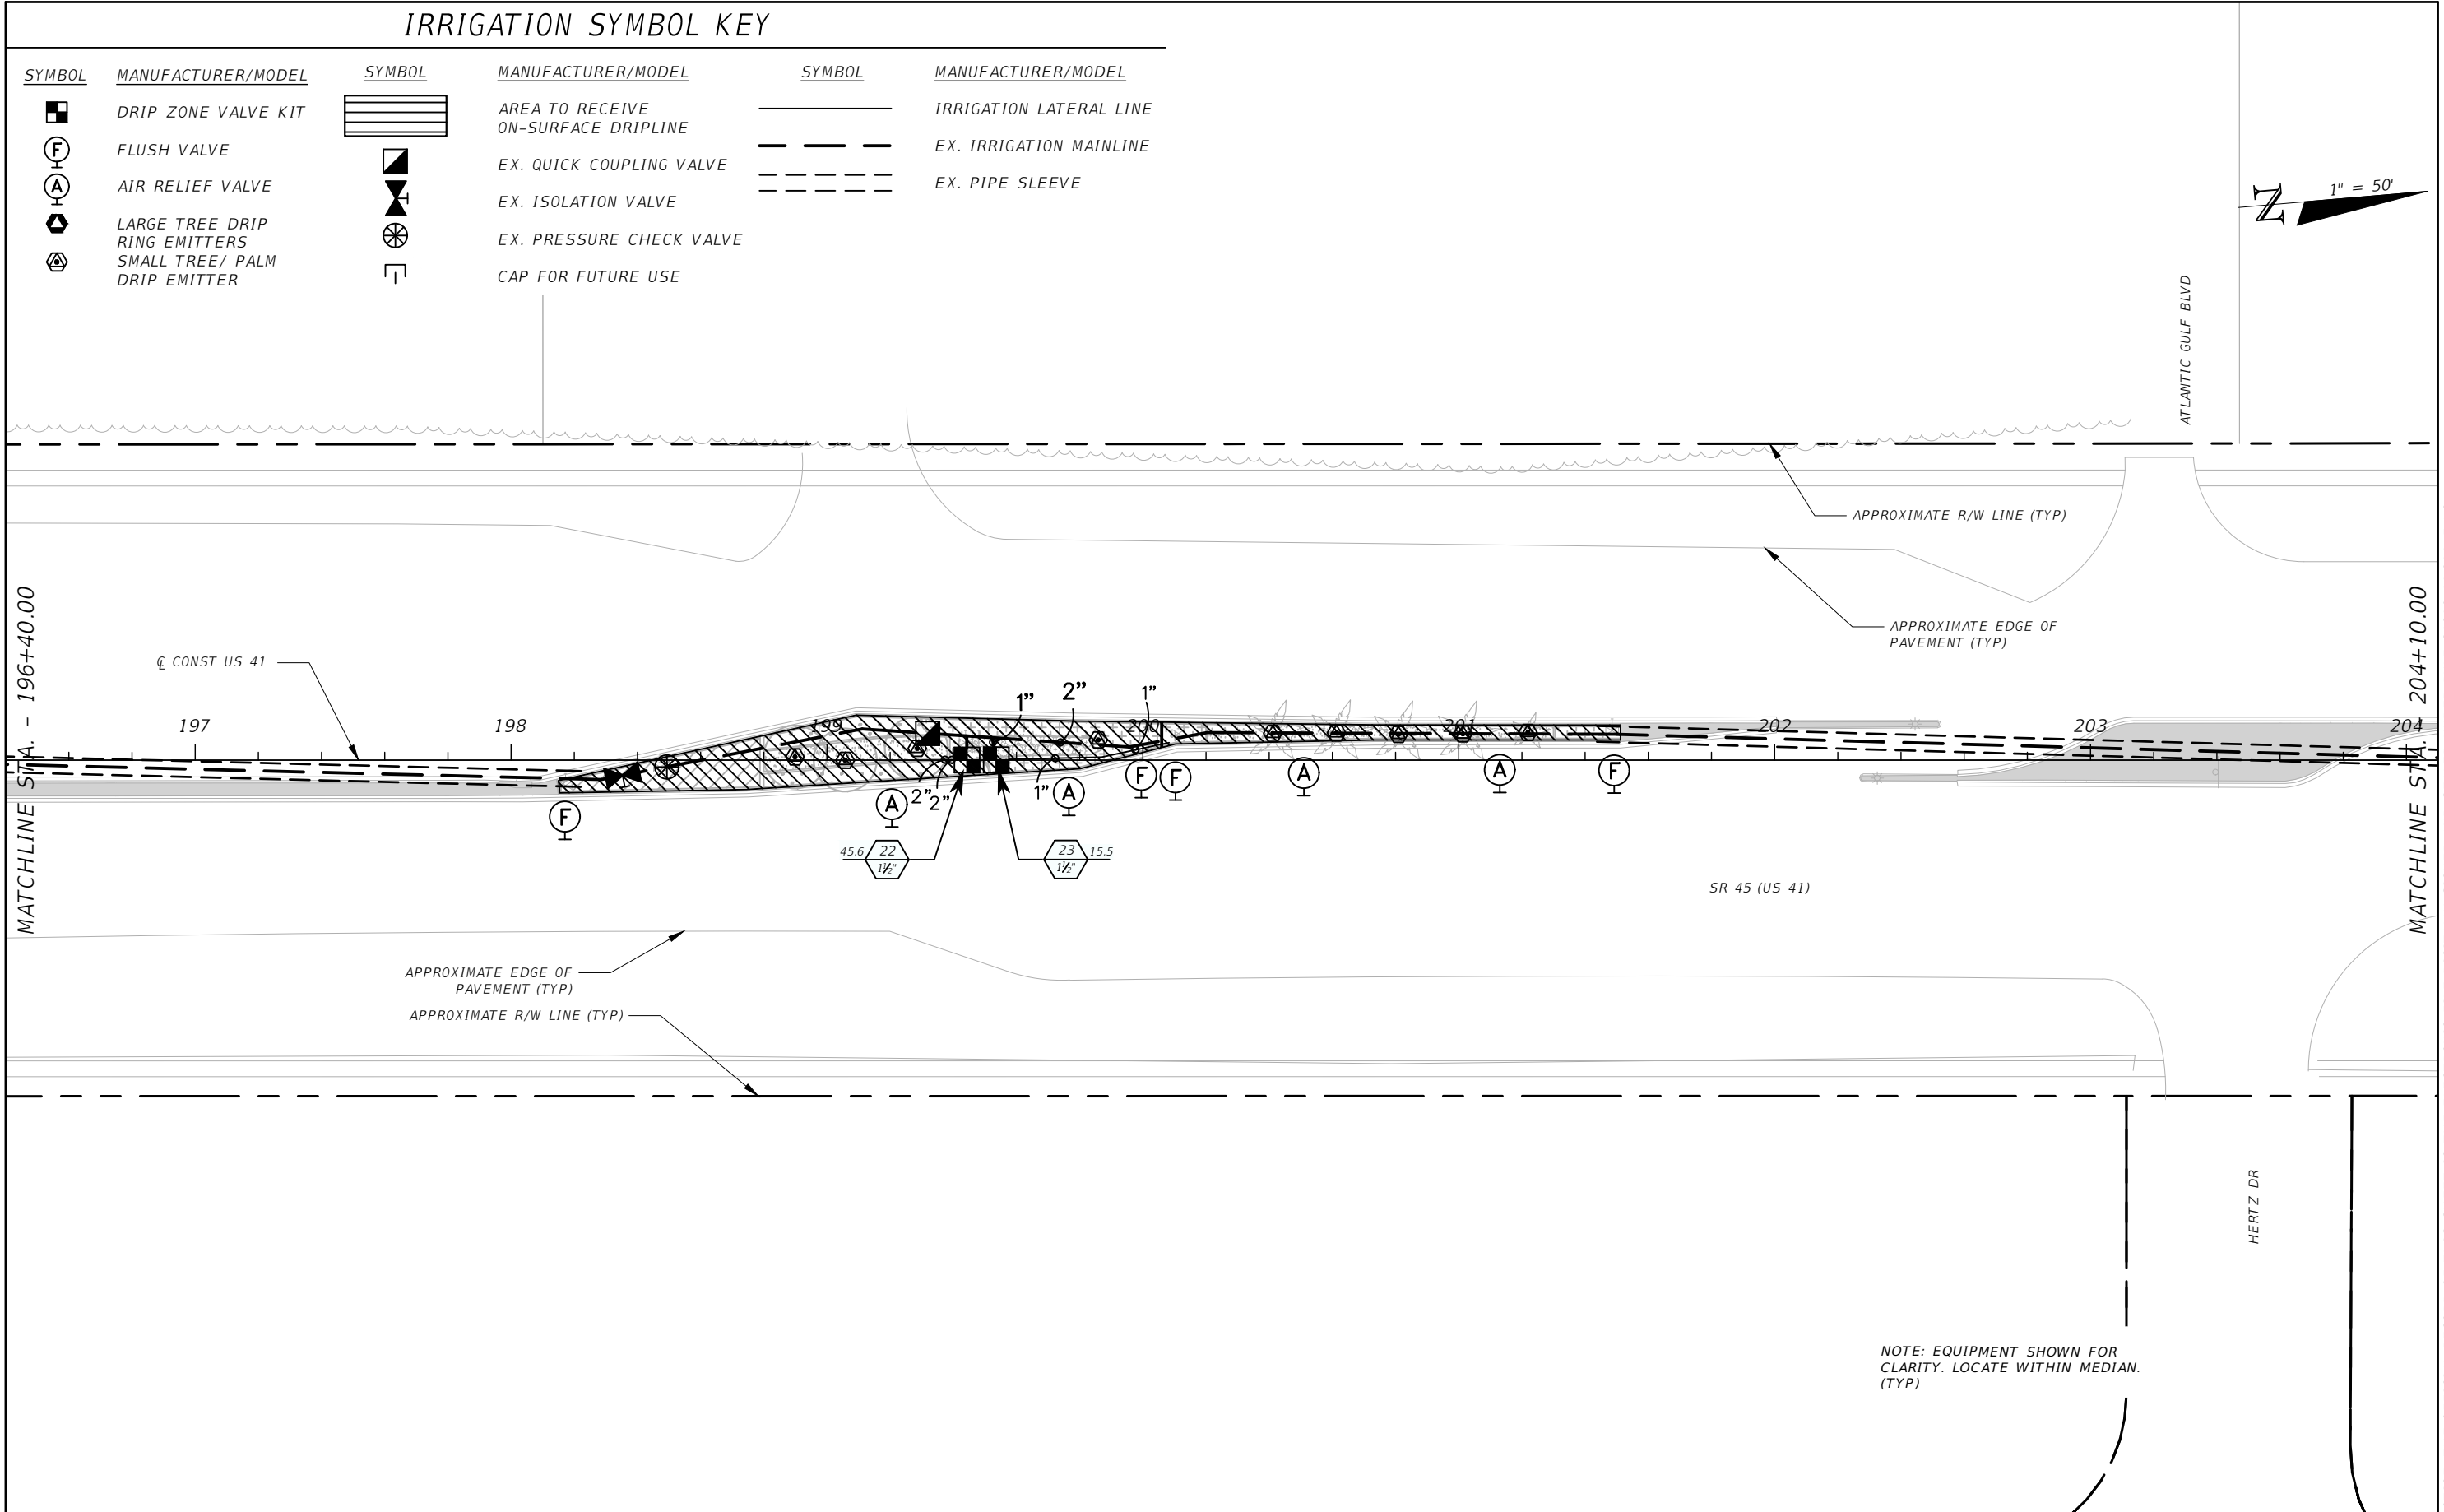 IRRIGATION SYMBOL KEY
SYMBOL MANUFACTURER/MODEL
DRIP ZONE VALVE KIT
F FLUSH VALVE
A AIR RELIEF VALVE
LARGE TREE DRIP
RING EMITTERS
SMALL TREE/ PALM
DRIP EMITTER
SYMBOL MANUFACTURER/MODEL
AREA TO RECEIVE
ON-SURFACE DRIPLINE
EX. QUICK COUPLING VALVE
EX. ISOLATION VALVE
EX. PRESSURE CHECK VALVE
CAP FOR FUTURE USE
SYMBOL MANUFACTURER/MODEL
IRRIGATION LATERAL LINE
EX. IRRIGATION MAINLINE
EX. PIPE SLEEVE
N
1" = 50'
ATLANTIC GULF BLVD
APPROXIMATE R/W LINE (TYP)
APPROXIMATE EDGE OF
PAVEMENT (TYP)
MATCHLINE STA. - 196+40.00
MATCHLINE STA. 204+10.00
℄ CONST US 41
1" 2" 1"
197 198 199 200 201 202 203 204
F A 2" 2" 1" A F F A A F
45.6 22 1½"
23 1½" 15.5
SR 45 (US 41)
APPROXIMATE EDGE OF
PAVEMENT (TYP)
APPROXIMATE R/W LINE (TYP)
HERTZ DR
NOTE: EQUIPMENT SHOWN FOR
CLARITY. LOCATE WITHIN MEDIAN.
(TYP)